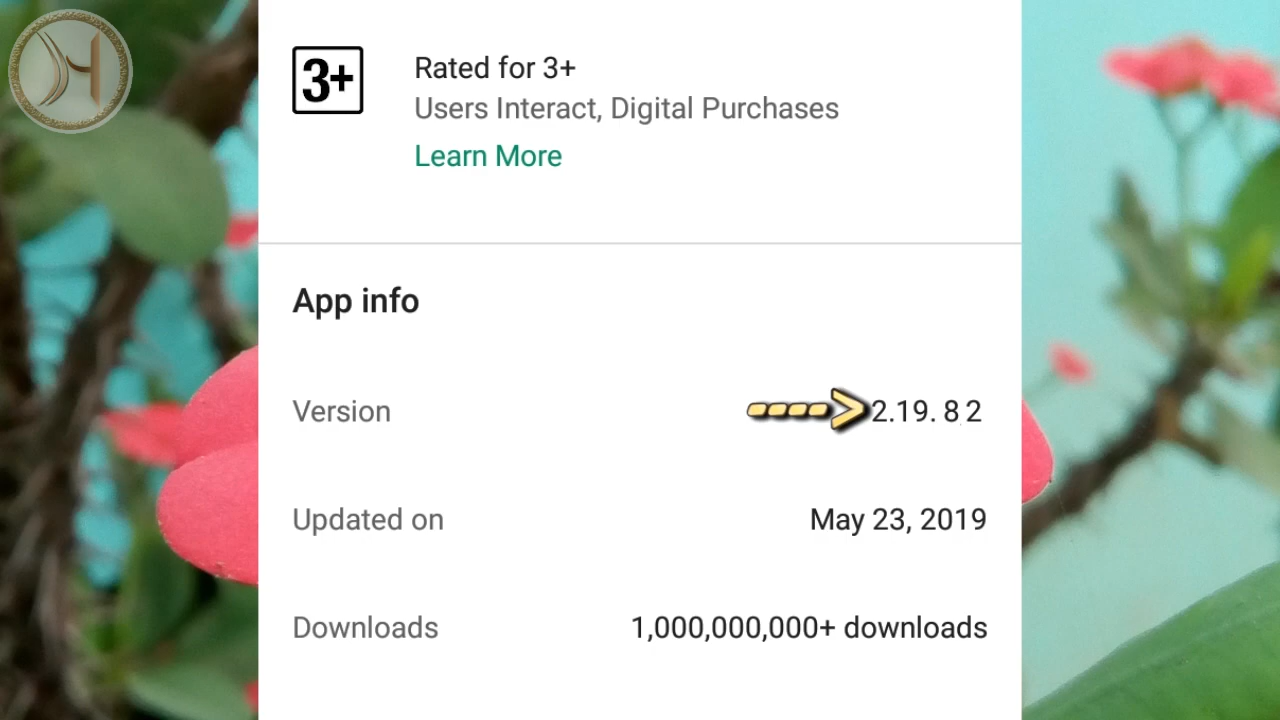 3+
Rated for 3+
Users Interact, Digital Purchases
Learn More
App info
Version 2.19. 8 2
Updated on May 23, 2019
Downloads 1,000,000,000+ downloads